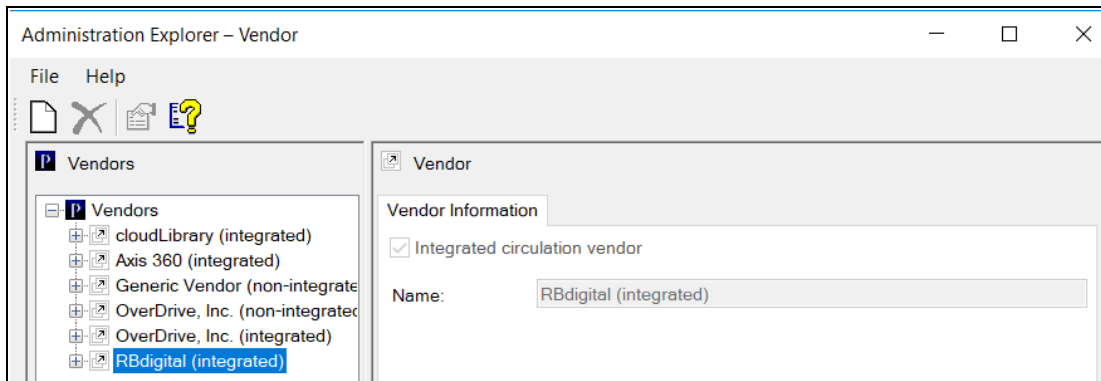 Administration Explorer – Vendor
File Help
Vendors
Vendors
cloudLibrary (integrated)
Axis 360 (integrated)
Generic Vendor (non-integrate
OverDrive, Inc. (non-integrated
OverDrive, Inc. (integrated)
RBdigital (integrated)
Vendor
Vendor Information
Integrated circulation vendor
Name: RBdigital (integrated)